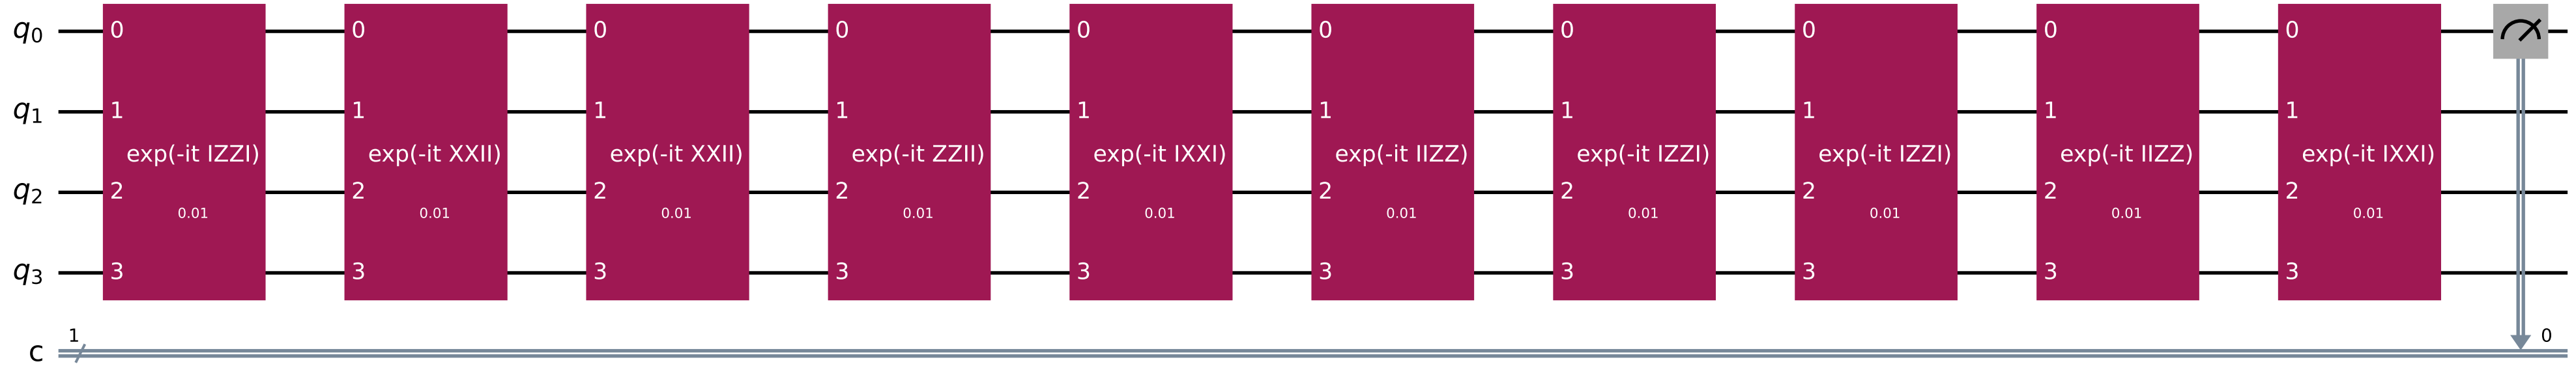 q0 0 0 0 0 0 0 0 0 0 0
q1 1 1 1 1 1 1 1 1 1 1
exp(-it IZZI) exp(-it XXII) exp(-it XXII) exp(-it ZZII) exp(-it IXXI) exp(-it IIZZ) exp(-it IZZI) exp(-it IZZI) exp(-it IIZZ) exp(-it IXXI)
q2 2 2 2 2 2 2 2 2 2 2
0.01 0.01 0.01 0.01 0.01 0.01 0.01 0.01 0.01 0.01
q3 3 3 3 3 3 3 3 3 3 3
1 0
c